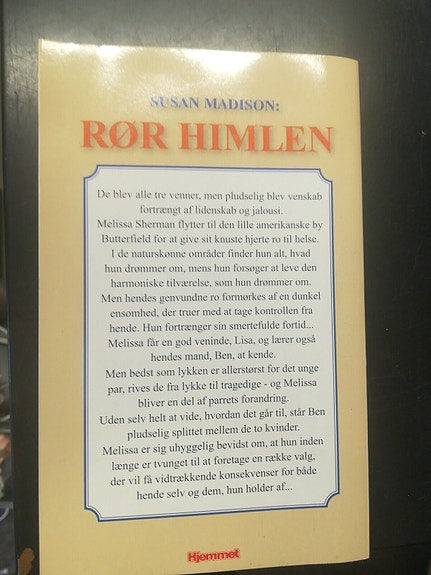 SUSAN MADISON:
RØR HIMLEN
De blev alle tre venner, men pludselig blev venskab
fortrængt af lidenskab og jalousi.
Melissa Sherman flytter til den lille amerikanske by
Butterfield for at give sit knuste hjerte ro til helse.
I de naturskønne områder finder hun alt, hvad
hun drømmer om, mens hun forsøger at leve den
harmoniske tilværelse, som hun drømmer om.
Men hendes genvundne ro formørkes af en dunkel
ensomhed, der truer med at tage kontrollen fra
hende. Hun fortrænger sin smertefulde fortid...
Melissa får en god veninde, Lisa, og lærer også
hendes mand, Ben, at kende.
Men bedst som lykken er allerstørst for det unge
par, rives de fra lykke til tragedige - og Melissa
bliver en del af parrets forandring.
Uden selv helt at vide, hvordan det går til, står Ben
pludselig splittet mellem de to kvinder.
Melissa er sig uhyggelig bevidst om, at hun inden
længe er tvunget til at foretage en række valg,
der vil få vidtrækkende konsekvenser for både
hende selv og dem, hun holder af...
Hjemmet